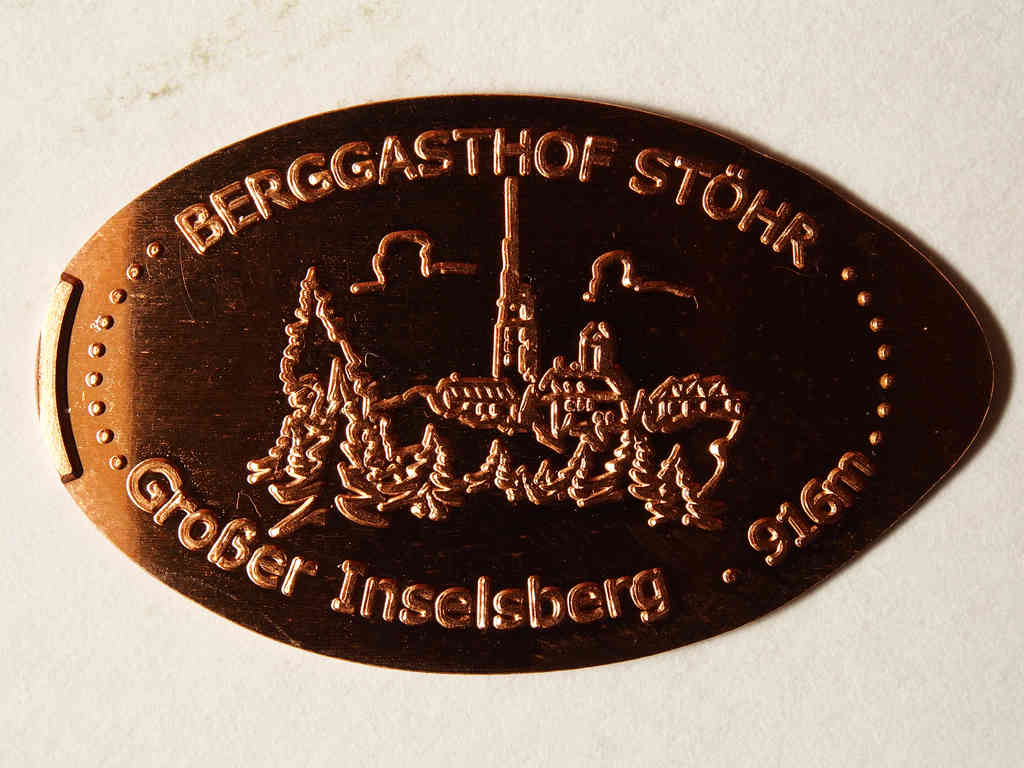 BERGGASTHOF STÖHR
Großer Inselsberg · 916m